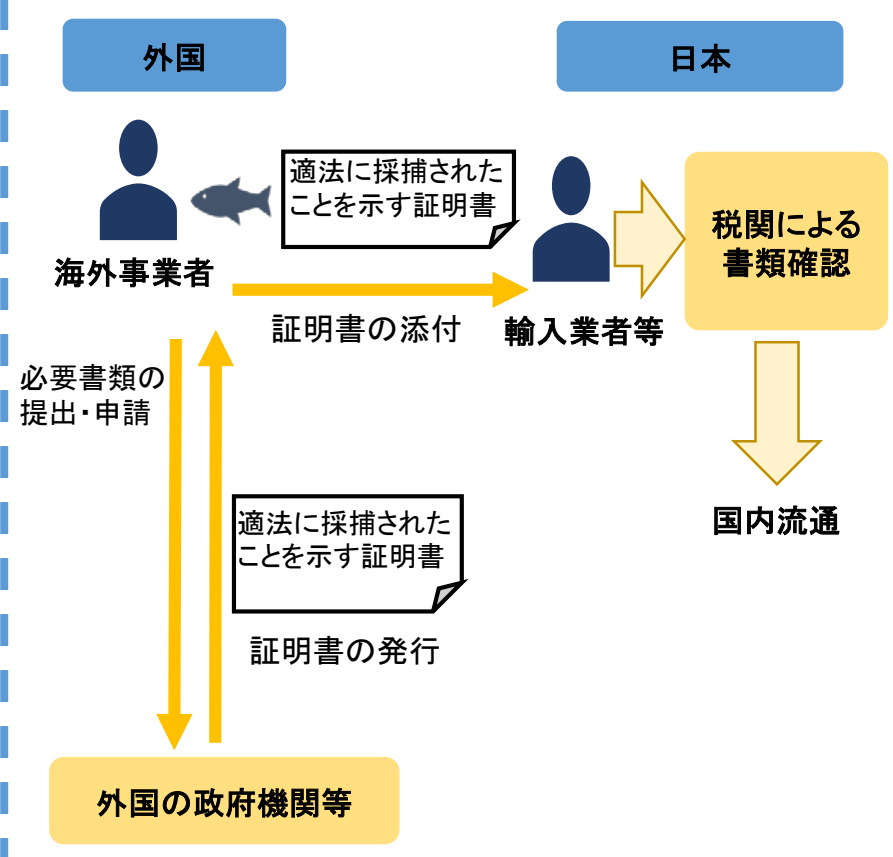 外国
日本
適法に採捕された
ことを示す証明書
税関による
書類確認
海外事業者
証明書の添付
輸入業者等
必要書類の
提出・申請
国内流通
適法に採捕された
ことを示す証明書
証明書の発行
外国の政府機関等